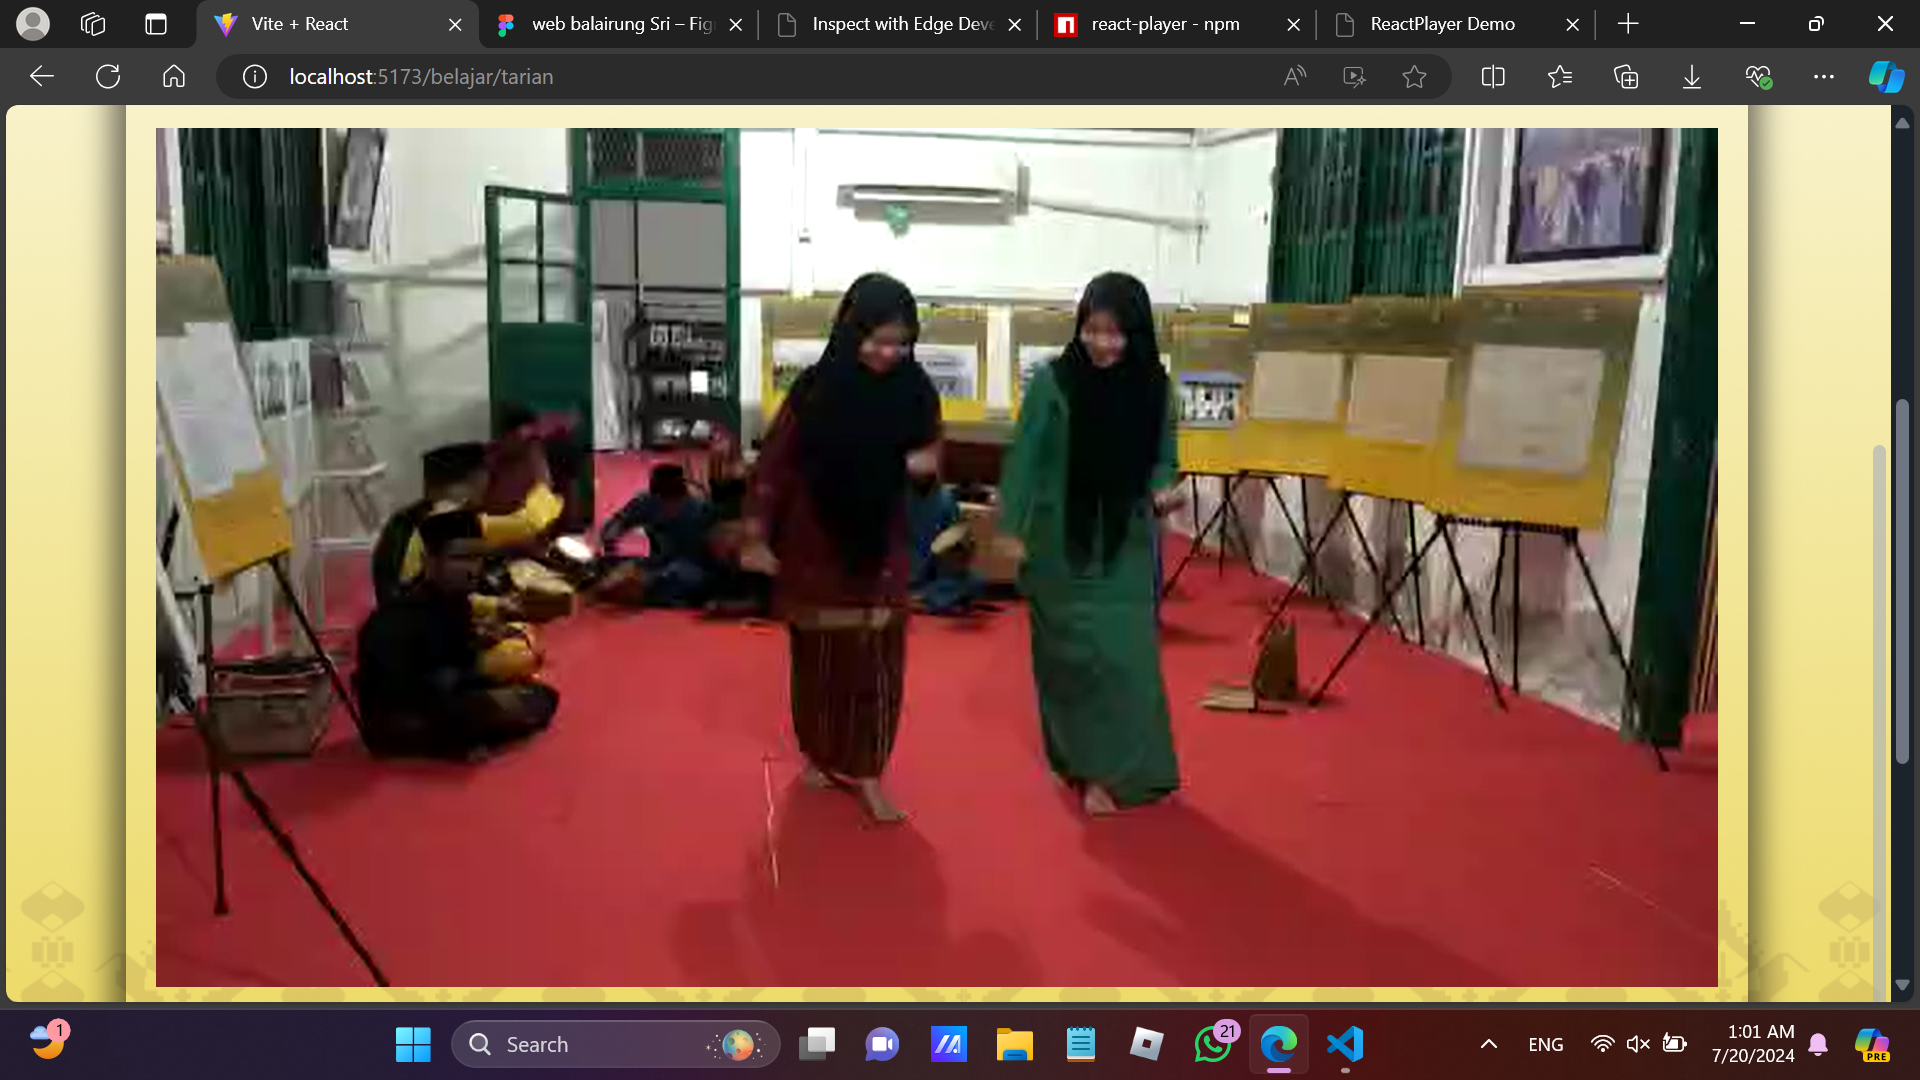 Vite + React
web balairung Sri – Fig
Inspect with Edge Deve
react-player - npm
ReactPlayer Demo
localhost:5173/belajar/tarian
1
Search
21
ENG
1:01 AM
7/20/2024
PRE